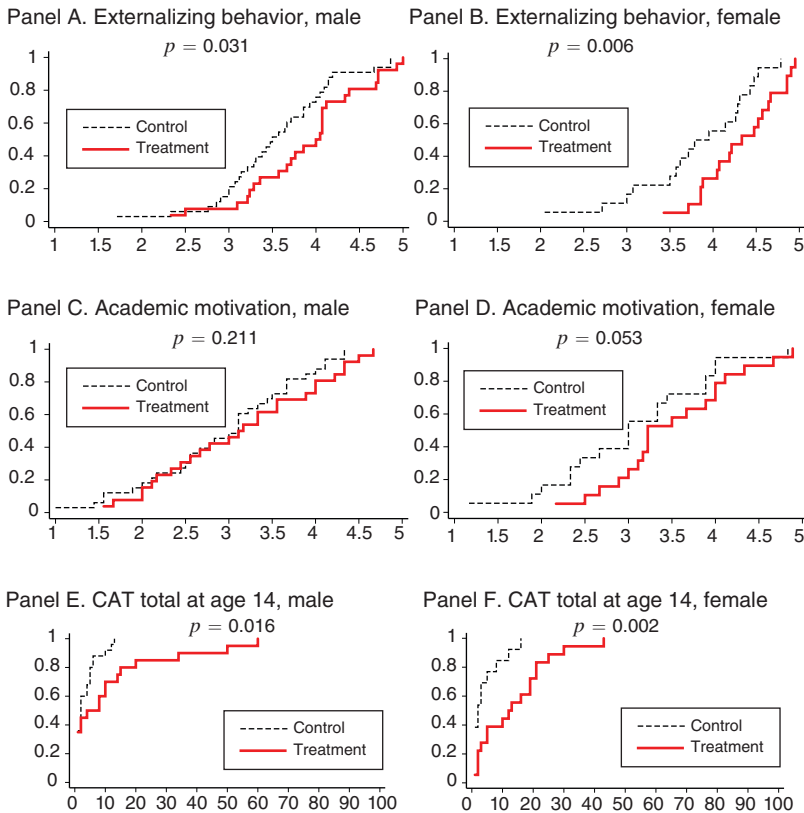 Panel A. Externalizing behavior, male
p = 0.031
1
0.8
0.6
0.4
0.2
0
Control
Treatment
1 1.5 2 2.5 3 3.5 4 4.5 5
Panel B. Externalizing behavior, female
p = 0.006
1
0.8
0.6
0.4
0.2
0
Control
Treatment
1 1.5 2 2.5 3 3.5 4 4.5 5
Panel C. Academic motivation, male
p = 0.211
1
0.8
0.6
0.4
0.2
0
Control
Treatment
1 1.5 2 2.5 3 3.5 4 4.5 5
Panel D. Academic motivation, female
p = 0.053
1
0.8
0.6
0.4
0.2
0
Control
Treatment
1 1.5 2 2.5 3 3.5 4 4.5 5
Panel E. CAT total at age 14, male
p = 0.016
1
0.8
0.6
0.4
0.2
0
Control
Treatment
0 10 20 30 40 50 60 70 80 90 100
Panel F. CAT total at age 14, female
p = 0.002
1
0.8
0.6
0.4
0.2
0
Control
Treatment
0 10 20 30 40 50 60 70 80 90 100